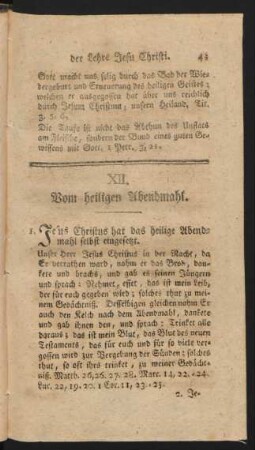 der Lehre Jesu Christi. 43
Gott macht uns selig durch das Bad der Wie-
dergeburt und Erneuerung des heiligen Geistes;
welchen er ausgegossen hat über uns reichlich
durch Jesum Christum, unsern Heiland. Tit.
3, 5. 6.
Die Taufe ist nicht das Abthun des Unflats
am Fleische, sondern der Bund eines guten Ge-
wissens mit Gott. 1 Petr. 3, 21.
XII.
Vom heiligen Abendmahl.
1. Jesus Christus hat das heilige Abend-
mahl selbst eingesetzt.
Unser Herr Jesus Christus in der Nacht, da
Er verrathen ward, nahm er das Brod, dan-
kete und brachs, und gab es seinen Jüngern
und sprach: Nehmet, esset, das ist mein Leib,
der für euch gegeben wird; solches thut zu mei-
nem Gedächtniß. Desselbigen gleichen nahm Er
auch den Kelch nach dem Abendmahl, dankete
und gab ihnen den, und sprach: Trinket alle
daraus; das ist mein Blut, das Blut des neuen
Testaments, das für euch und für so viele ver-
gossen wird zur Vergebung der Sünden; solches
thut, so oft ihrs trinket, zu meiner Gedächt-
niß. Matth. 26, 26. 27. 28. Marc. 14, 22.-24.
Luc. 22, 19. 20. 1 Cor. 11, 23.-25.
2. Je-